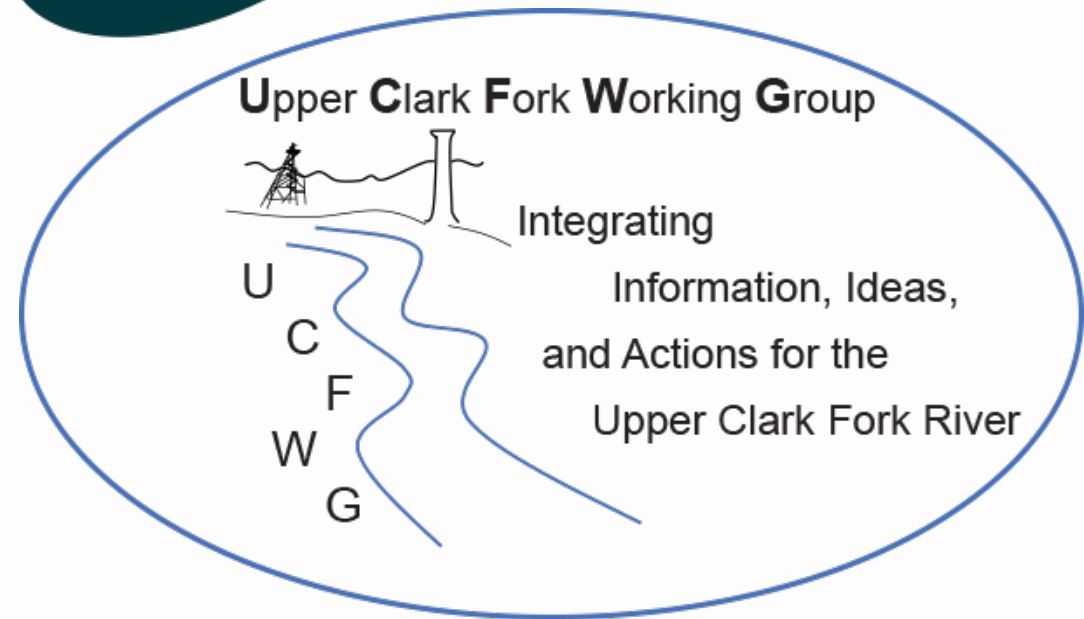 Upper Clark Fork Working Group
Integrating
Information, Ideas,
and Actions for the
Upper Clark Fork River
U
C
F
W
G